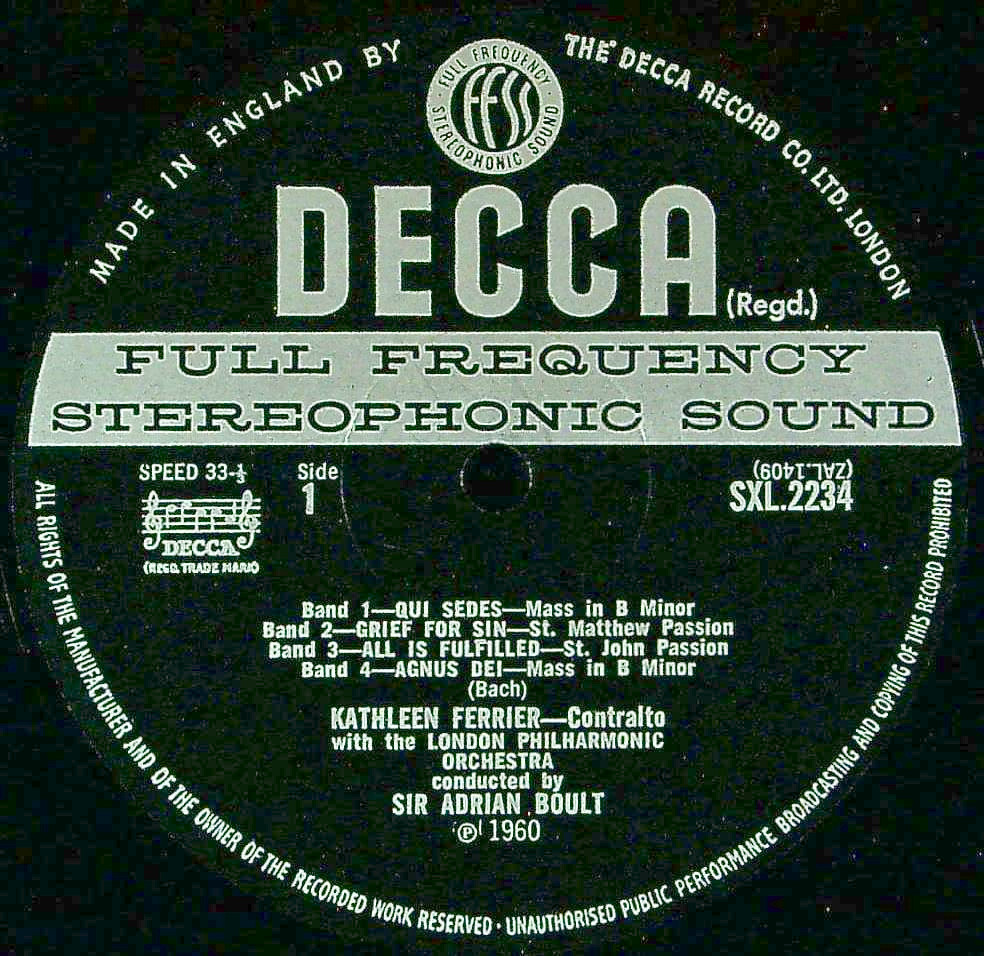 MADE IN ENGLAND BY
THE DECCA RECORD CO. LTD. LONDON
FULL FREQUENCY
FFSS
STEREOPHONIC SOUND
DECCA
(Regd.)
FULL FREQUENCY
STEREOPHONIC SOUND
SPEED 33-⅓
Side
1
DECCA
(REGD. TRADE MARK)
(ZAL.1409)
SXL.2234
Band 1—QUI SEDES—Mass in B Minor
Band 2—GRIEF FOR SIN—St. Matthew Passion
Band 3—ALL IS FULFILLED—St. John Passion
Band 4—AGNUS DEI—Mass in B Minor
(Bach)
KATHLEEN FERRIER—Contralto
with the LONDON PHILHARMONIC
ORCHESTRA
conducted by
SIR ADRIAN BOULT
℗ 1960
ALL RIGHTS OF THE MANUFACTURER AND OF THE OWNER OF THE RECORDED WORK RESERVED · UNAUTHORISED PUBLIC PERFORMANCE BROADCASTING AND COPYING OF THIS RECORD PROHIBITED